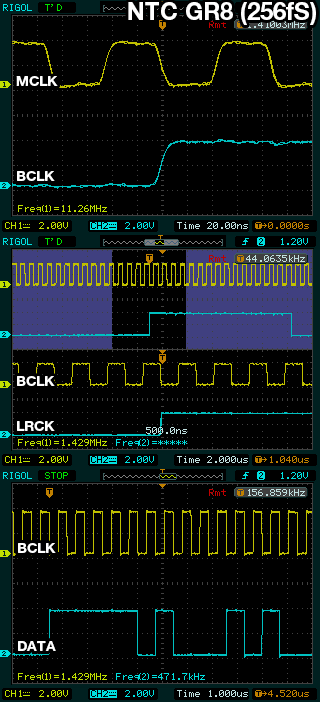 NTC GR8 (256fS)
RIGOL T'D
MCLK
BCLK
Freq(1)=11.26MHz
CH1 2.00V CH2 2.00V Time 20.00ns T→0.0000s
RIGOL T'D 2 1.20V
Rmt 44.0635kHz
BCLK
LRCK
500.0ns
Freq(1)=1.429MHz Freq(2)=*****
CH1 2.00V CH2 2.00V Time 2.000us T→1.040us
RIGOL STOP 2 1.20V
Rmt 156.859kHz
BCLK
DATA
Freq(1)=1.429MHz Freq(2)=471.7kHz
CH1 2.00V CH2 2.00V Time 1.000us T→4.520us